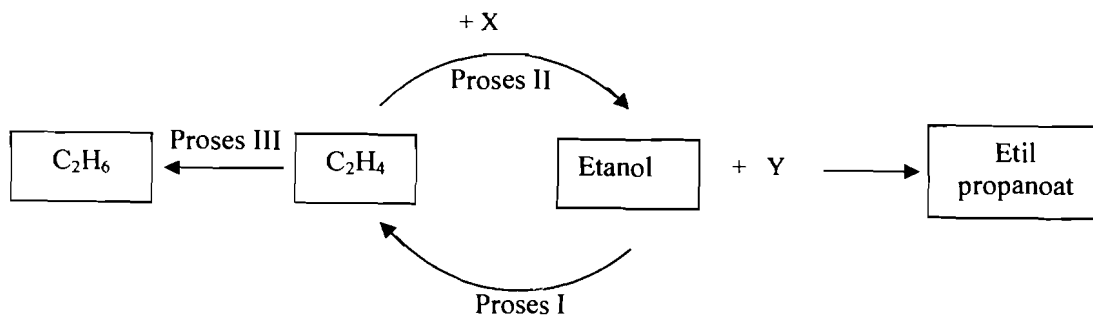 + X
Proses II
Proses III
C₂H₆
C₂H₄
Etanol
+ Y
Etil
propanoat
Proses I